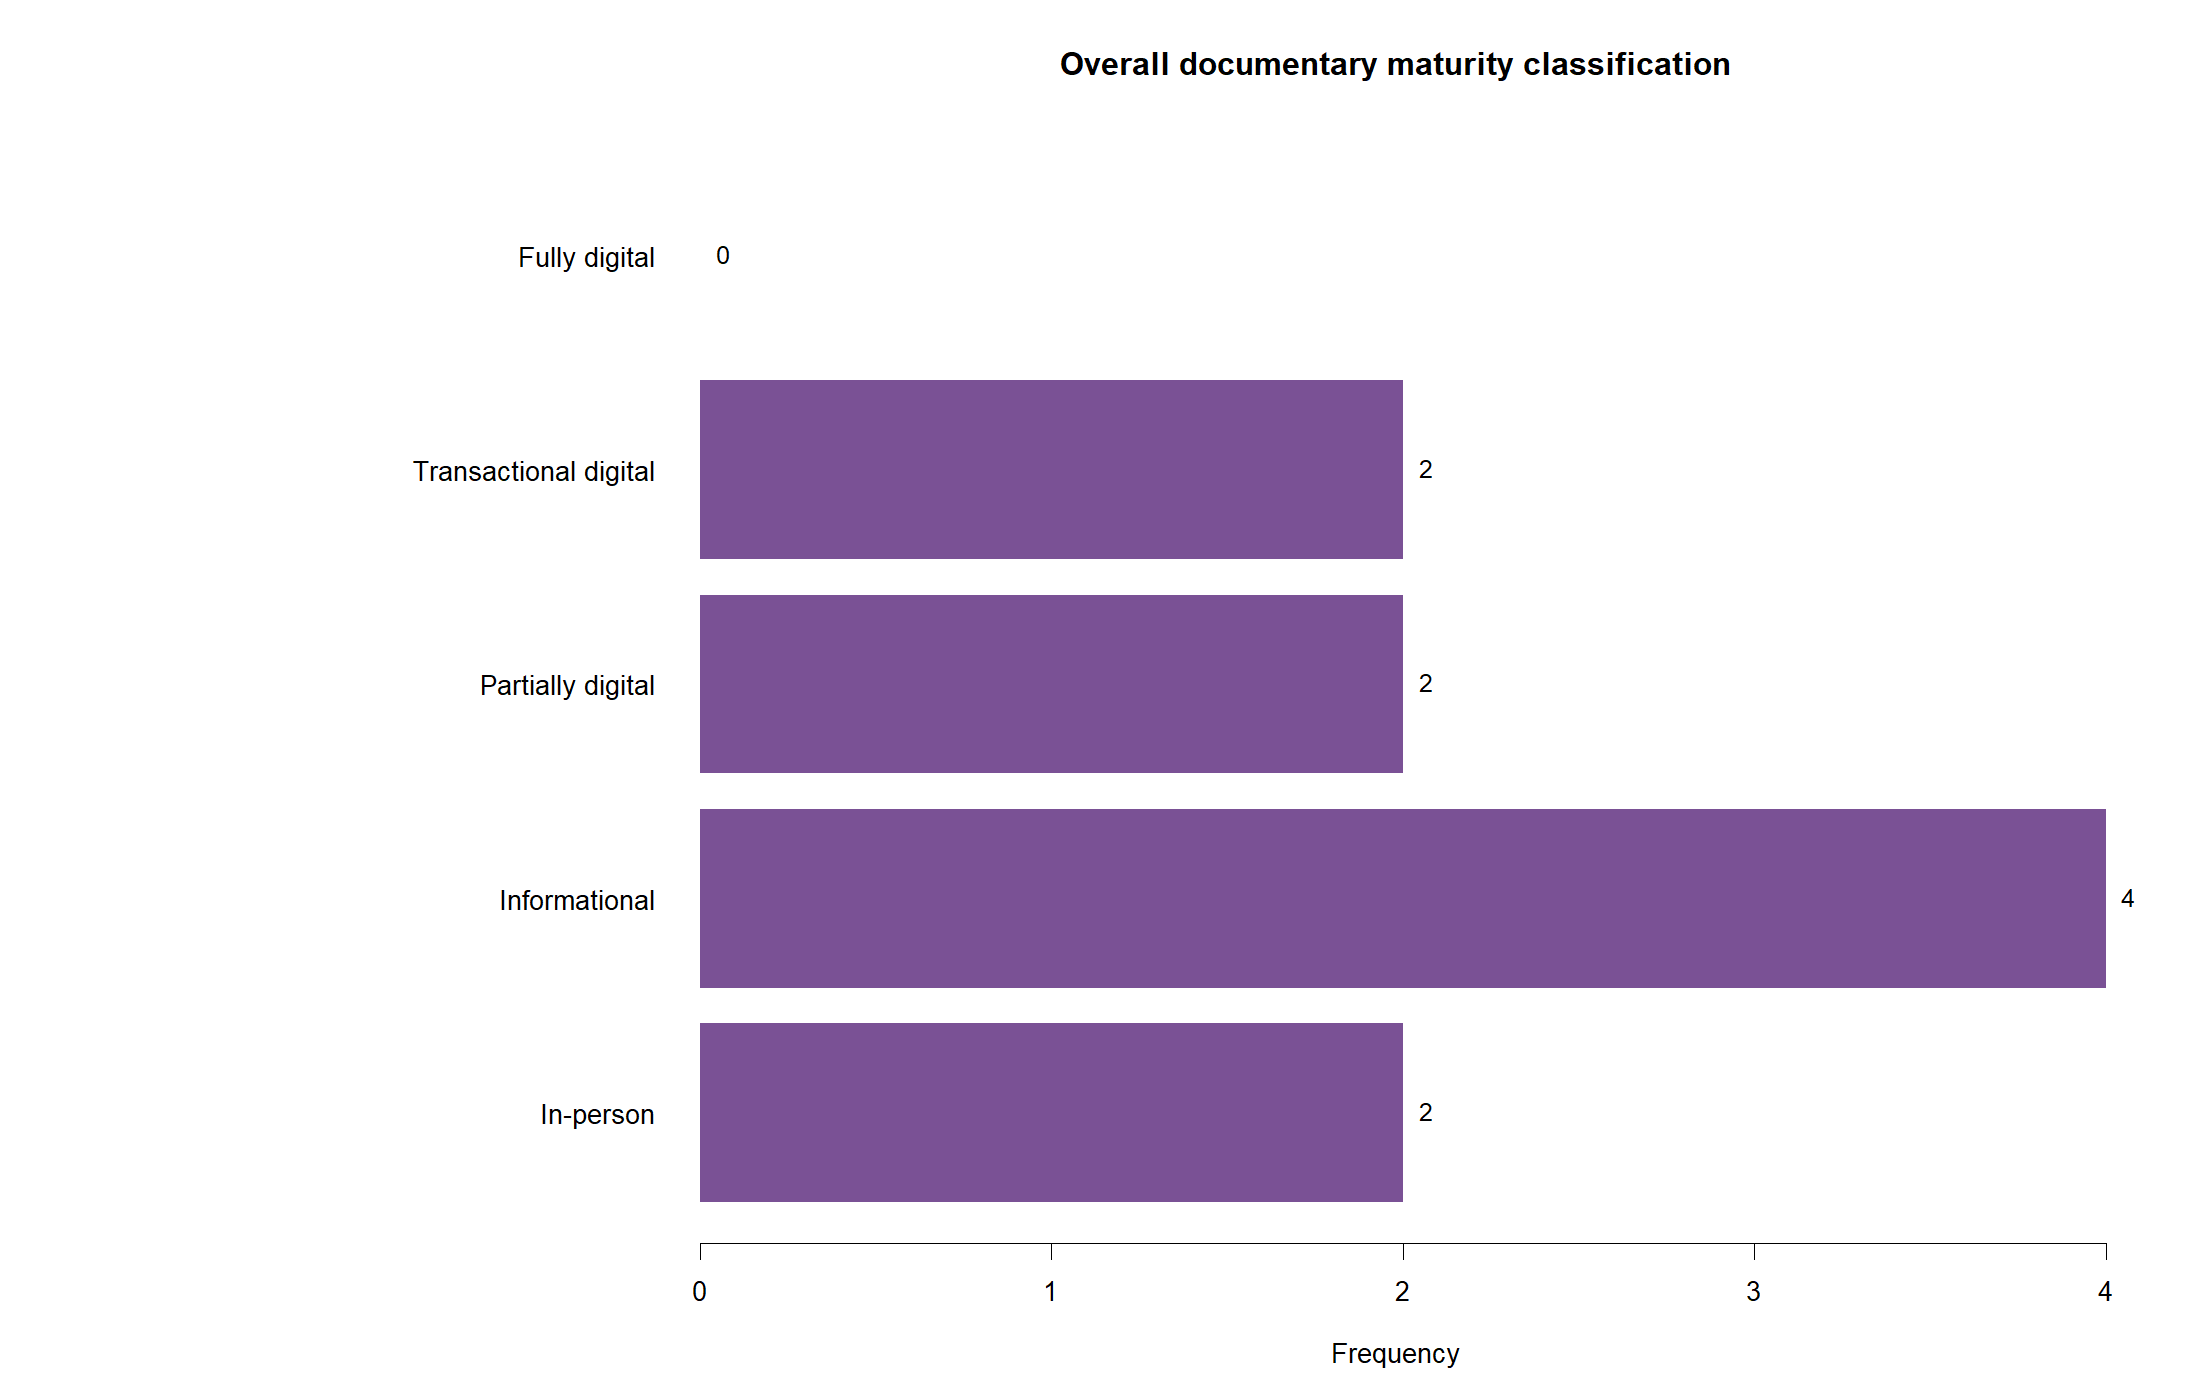 Overall documentary maturity classification
Fully digital 0
Transactional digital 2
Partially digital 2
Informational 4
In-person 2
0 1 2 3 4
Frequency